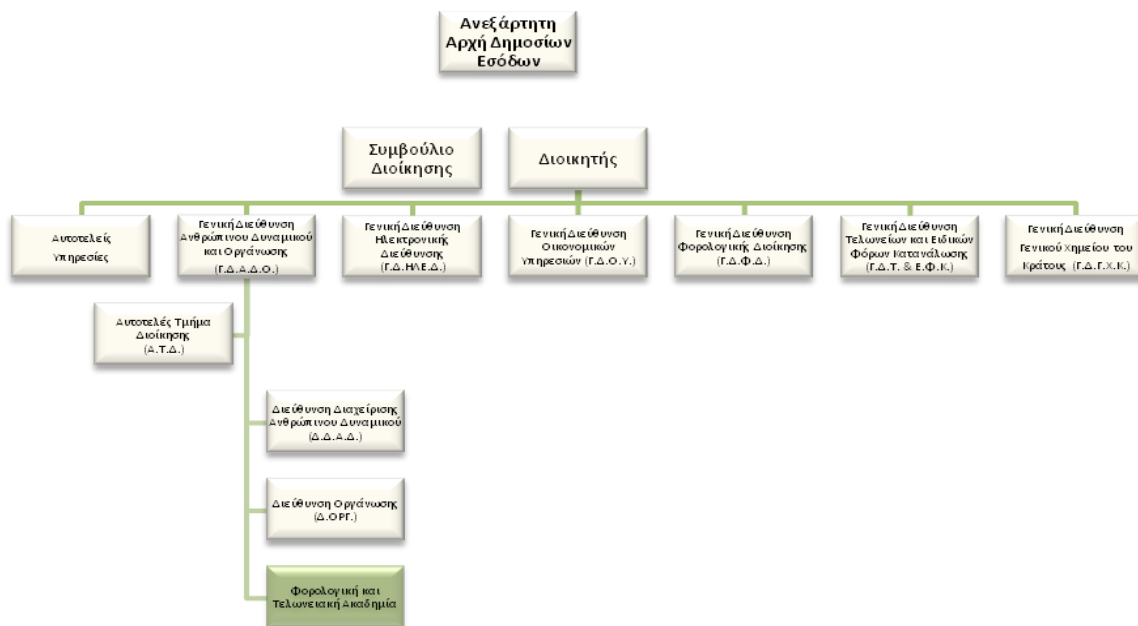 Ανεξάρτητη
Αρχή Δημοσίων
Εσόδων
Συμβούλιο
Διοίκησης
Διοικητής
Αυτοτελείς
Υπηρεσίες
Γενική Διεύθυνση
Ανθρώπινου Δυναμικού
και Οργάνωσης
(Γ.Δ.Α.Δ.Ο.)
Γενική Διεύθυνση
Ηλεκτρονικής
Διεύθυνσης
(Γ.Δ.ΗΛΕ.Δ.)
Γενική Διεύθυνση
Οικονομικών
Υπηρεσιών (Γ.Δ.Ο.Υ.)
Γενική Διεύθυνση
Φορολογικής Διοίκησης
(Γ.Δ.Φ.Δ.)
Γενική Διεύθυνση
Τελωνείων και Ειδικών
Φόρων Κατανάλωσης
(Γ.Δ.Τ. & Ε.Φ.Κ.)
Γενική Διεύθυνση
Γενικού Χημείου του
Κράτους (Γ.Δ.Γ.Χ.Κ.)
Αυτοτελές Τμήμα
Διοίκησης
(Α.Τ.Δ.)
Διεύθυνση Διαχείρισης
Ανθρώπινου Δυναμικού
(Δ.Δ.Α.Δ.)
Διεύθυνση Οργάνωσης
(Δ.ΟΡΓ.)
Φορολογική και
Τελωνειακή Ακαδημία